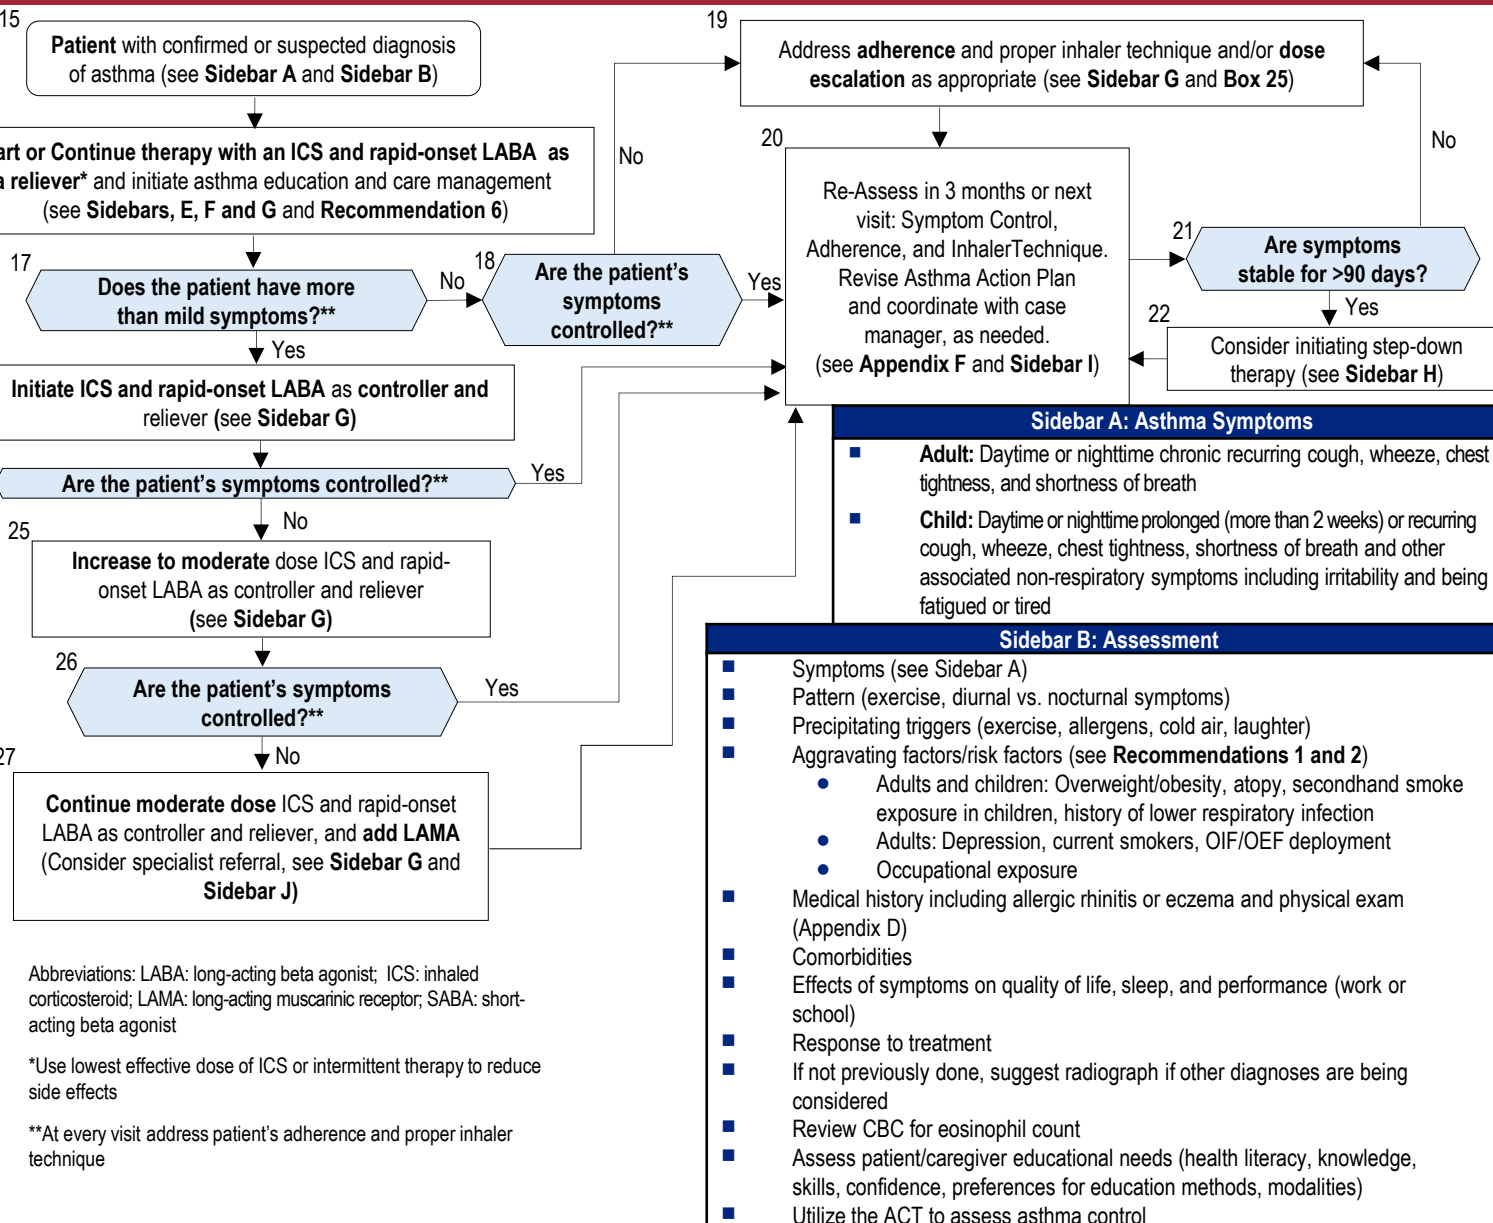 15
Patient with confirmed or suspected diagnosis
of asthma (see Sidebar A and Sidebar B)
art or Continue therapy with an ICS and rapid-onset LABA as
a reliever* and initiate asthma education and care management
(see Sidebars, E, F and G and Recommendation 6)
17
Does the patient have more
than mild symptoms?**
No
Yes
18
Are the patient's
symptoms
controlled?**
No
Yes
19
Address adherence and proper inhaler technique and/or dose
escalation as appropriate (see Sidebar G and Box 25)
20
Re-Assess in 3 months or next
visit: Symptom Control,
Adherence, and InhalerTechnique.
Revise Asthma Action Plan
and coordinate with case
manager, as needed.
(see Appendix F and Sidebar I)
21
Are symptoms
stable for >90 days?
No
Yes
22
Consider initiating step-down
therapy (see Sidebar H)
Initiate ICS and rapid-onset LABA as controller and
reliever (see Sidebar G)
Are the patient's symptoms controlled?**
Yes
No
25
Increase to moderate dose ICS and rapid-
onset LABA as controller and reliever
(see Sidebar G)
26
Are the patient's symptoms
controlled?**
Yes
No
27
Continue moderate dose ICS and rapid-onset
LABA as controller and reliever, and add LAMA
(Consider specialist referral, see Sidebar G and
Sidebar J)
Abbreviations: LABA: long-acting beta agonist; ICS: inhaled
corticosteroid; LAMA: long-acting muscarinic receptor; SABA: short-
acting beta agonist
*Use lowest effective dose of ICS or intermittent therapy to reduce
side effects
**At every visit address patient's adherence and proper inhaler
technique
Sidebar A: Asthma Symptoms
Adult: Daytime or nighttime chronic recurring cough, wheeze, chest
tightness, and shortness of breath
Child: Daytime or nighttime prolonged (more than 2 weeks) or recurring
cough, wheeze, chest tightness, shortness of breath and other
associated non-respiratory symptoms including irritability and being
fatigued or tired
Sidebar B: Assessment
Symptoms (see Sidebar A)
Pattern (exercise, diurnal vs. nocturnal symptoms)
Precipitating triggers (exercise, allergens, cold air, laughter)
Aggravating factors/risk factors (see Recommendations 1 and 2)
Adults and children: Overweight/obesity, atopy, secondhand smoke
exposure in children, history of lower respiratory infection
Adults: Depression, current smokers, OIF/OEF deployment
Occupational exposure
Medical history including allergic rhinitis or eczema and physical exam
(Appendix D)
Comorbidities
Effects of symptoms on quality of life, sleep, and performance (work or
school)
Response to treatment
If not previously done, suggest radiograph if other diagnoses are being
considered
Review CBC for eosinophil count
Assess patient/caregiver educational needs (health literacy, knowledge,
skills, confidence, preferences for education methods, modalities)
Utilize the ACT to assess asthma control